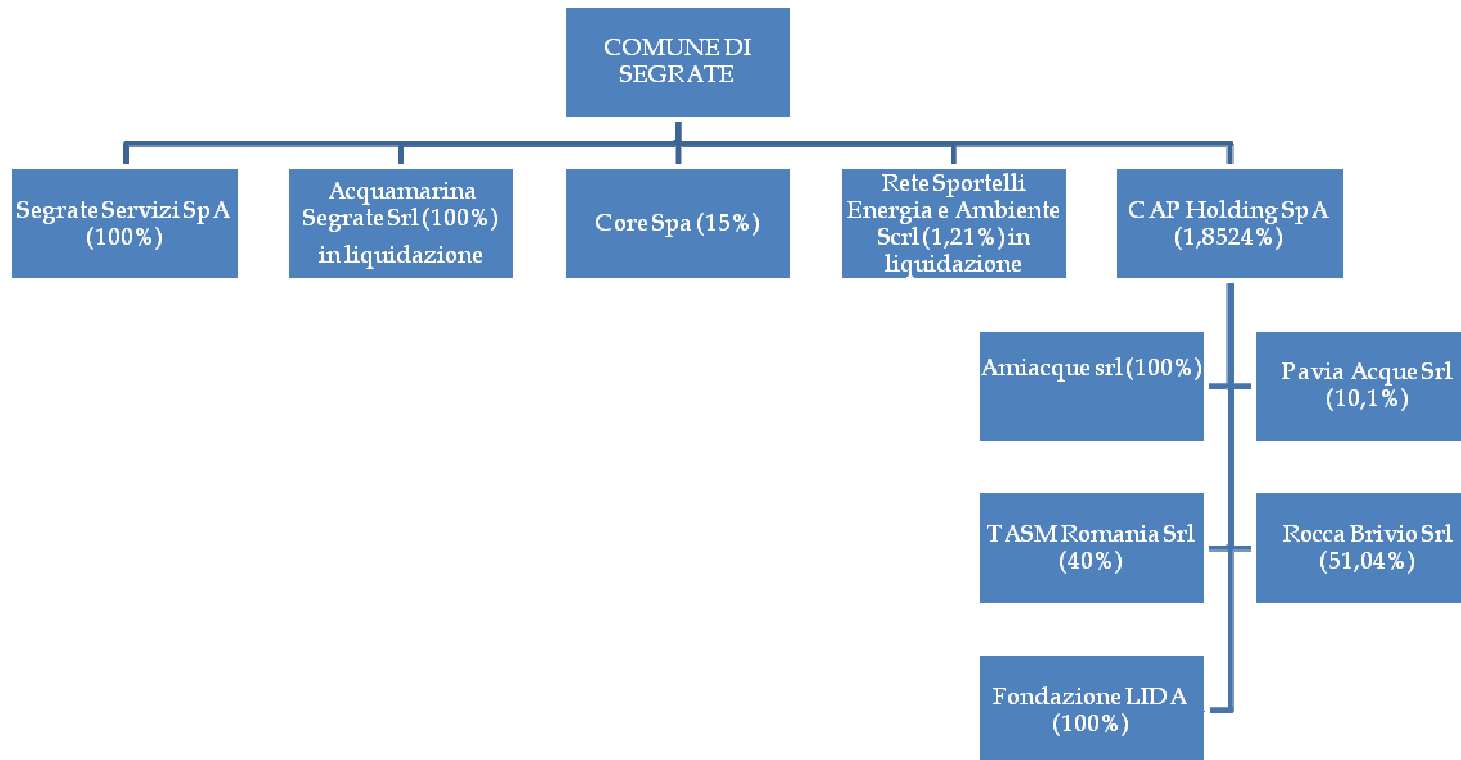 COMUNE DI
SEGRATE
Segrate Servizi SpA
(100%)
Acquamarina
Segrate Srl (100%)
in liquidazione
Core Spa (15%)
Rete Sportelli
Energia e Ambiente
Scrl (1,21%) in
liquidazione
CAP Holding SpA
(1,8524%)
Amiacque srl (100%)
Pavia Acque Srl
(10,1%)
TASM Romania Srl
(40%)
Rocca Brivio Srl
(51,04%)
Fondazione LIDA
(100%)